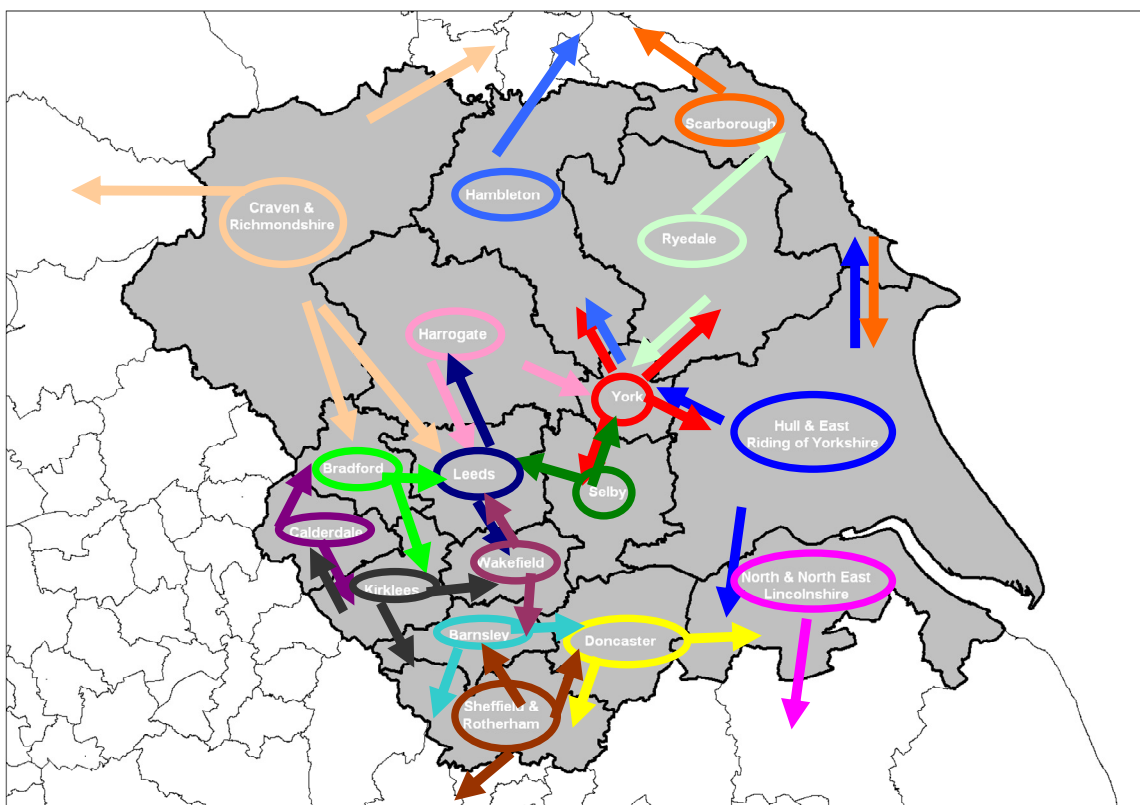 Scarborough
Hambleton
Craven &
Richmondshire
Ryedale
Harrogate
York
Hull & East
Riding of Yorkshire
Bradford
Leeds
Selby
Calderdale
Wakefield
Kirklees
North & North East
Lincolnshire
Barnsley
Doncaster
Sheffield &
Rotherham